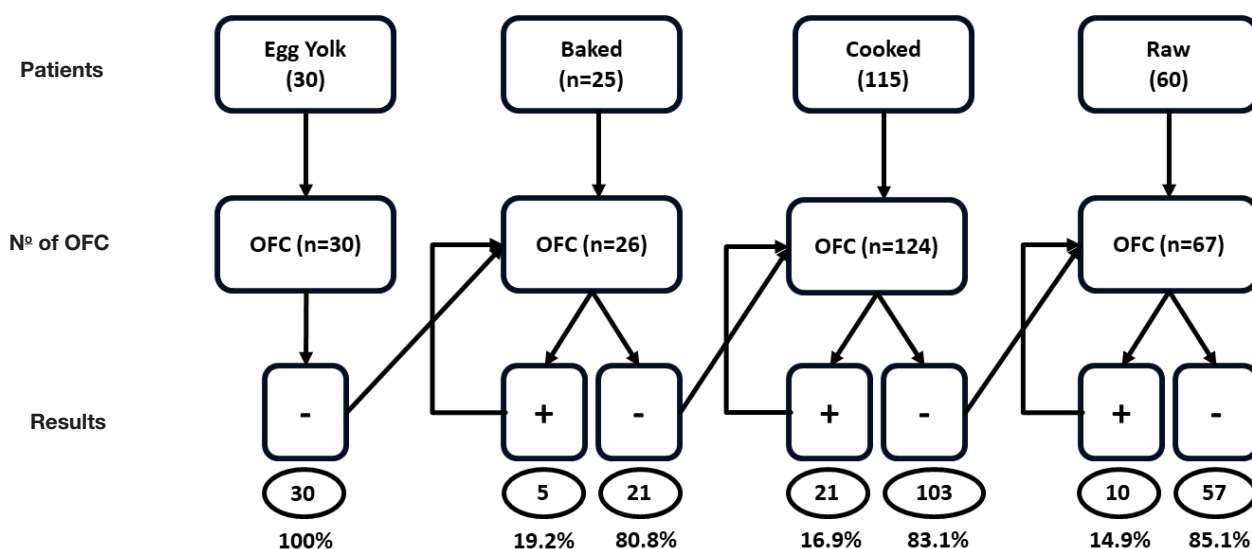 Patients
Egg Yolk
(30)
Baked
(n=25)
Cooked
(115)
Raw
(60)
Nº of OFC
OFC (n=30)
OFC (n=26)
OFC (n=124)
OFC (n=67)
Results
-
+
-
+
-
+
-
30
5
21
21
103
10
57
100%
19.2%
80.8%
16.9%
83.1%
14.9%
85.1%